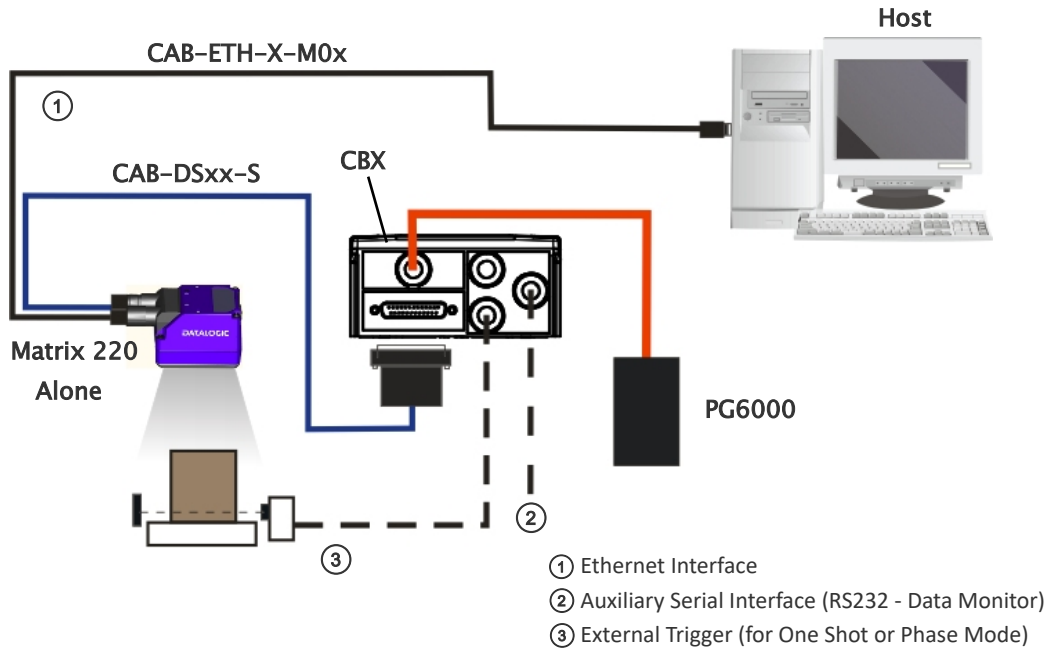 Host
CAB-ETH-X-M0x
①
CAB-DSxx-S
CBX
DATALOGIC
Matrix 220
Alone
PG6000
②
③
① Ethernet Interface
② Auxiliary Serial Interface (RS232 - Data Monitor)
③ External Trigger (for One Shot or Phase Mode)